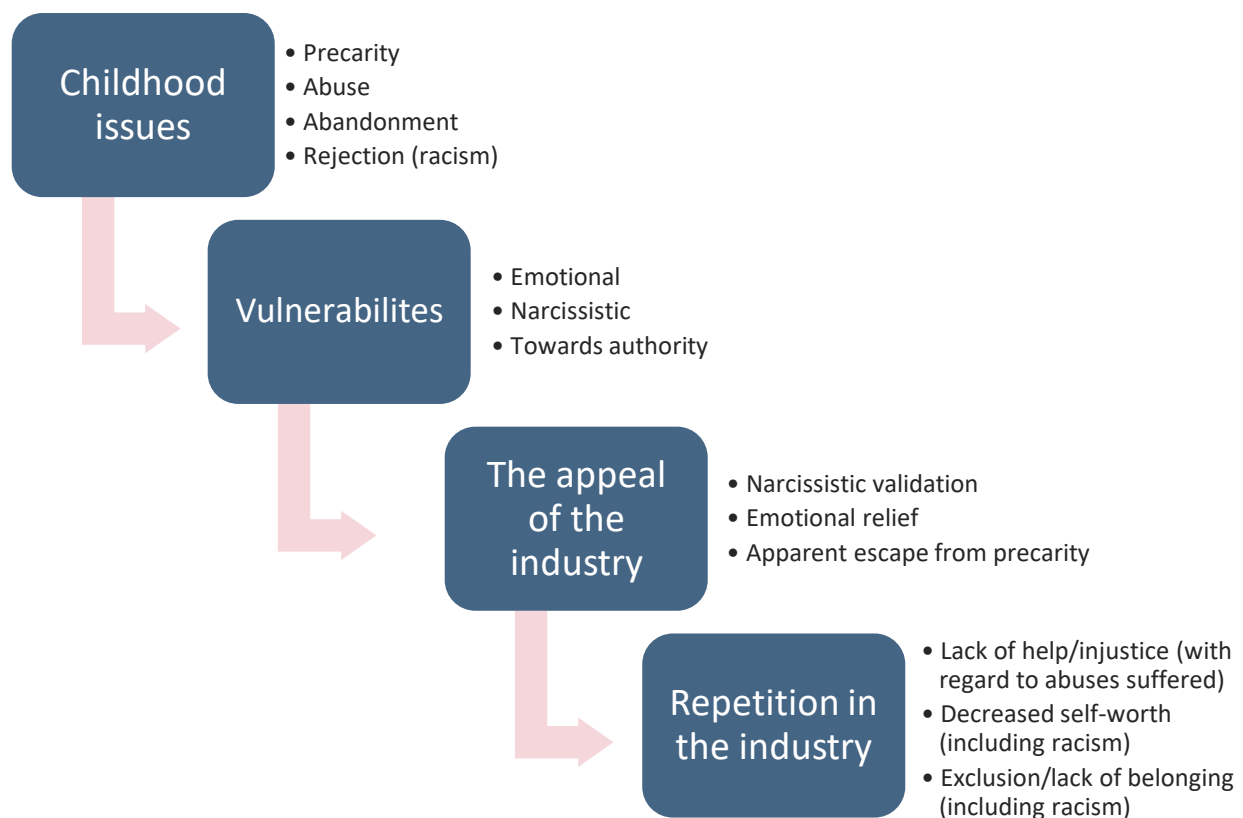 Childhood
issues
• Precarity
• Abuse
• Abandonment
• Rejection (racism)
Vulnerabilites
• Emotional
• Narcissistic
• Towards authority
The appeal
of the
industry
• Narcissistic validation
• Emotional relief
• Apparent escape from precarity
Repetition in
the industry
• Lack of help/injustice (with
regard to abuses suffered)
• Decreased self-worth
(including racism)
• Exclusion/lack of belonging
(including racism)